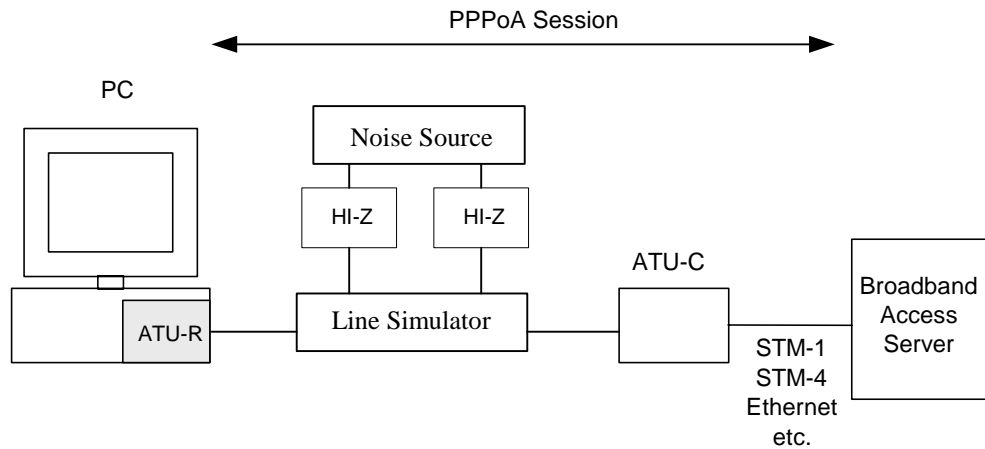 PPPoA Session
PC
Noise Source
HI-Z
HI-Z
ATU-C
Broadband
Access
Server
ATU-R
Line Simulator
STM-1
STM-4
Ethernet
etc.